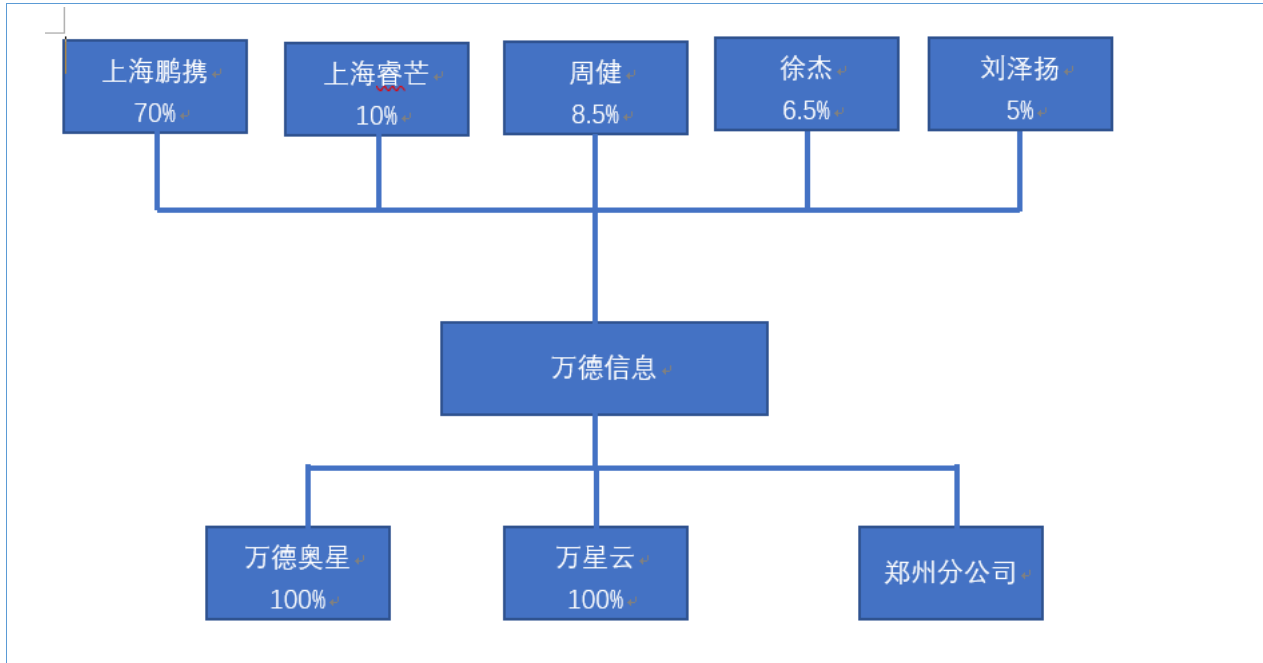 上海鹏携
70%
上海睿芒
10%
周健
8.5%
徐杰
6.5%
刘泽扬
5%
万德信息
万德奥星
100%
万星云
100%
郑州分公司